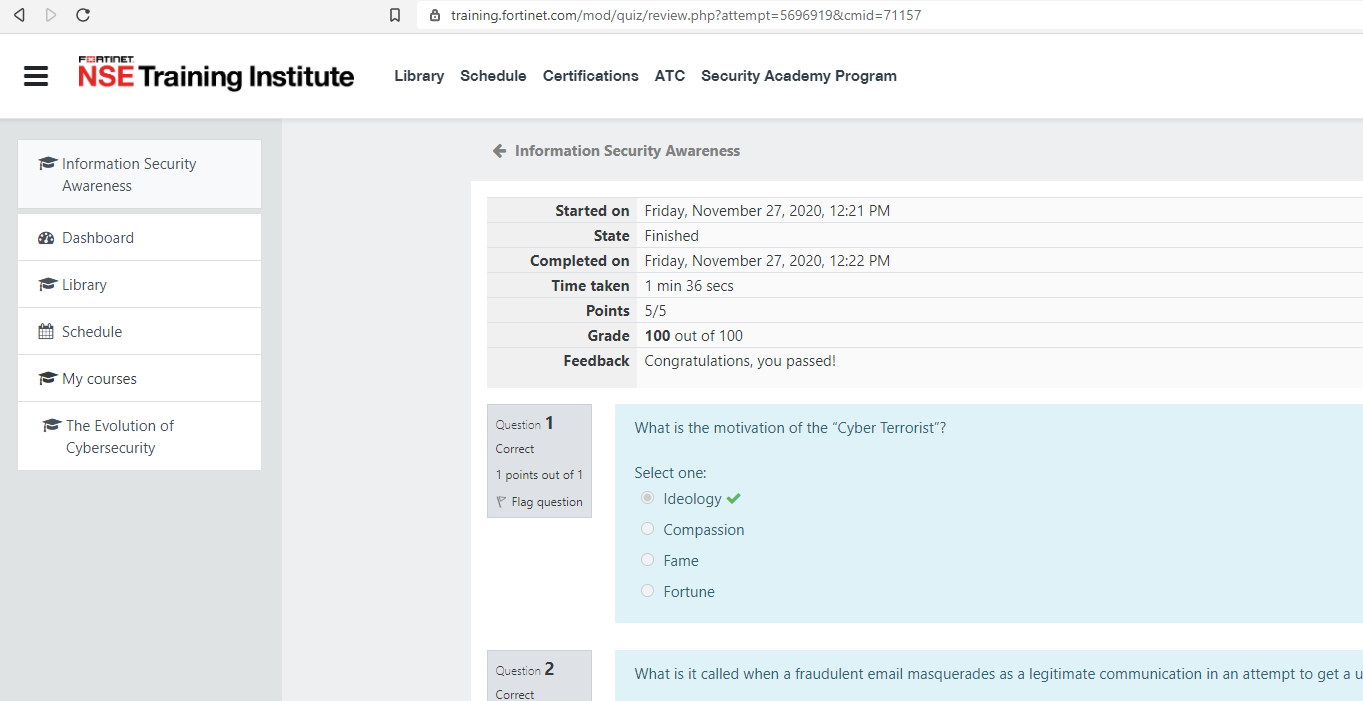 training.fortinet.com/mod/quiz/review.php?attempt=5696919&cmid=71157
FORTINET
NSE Training Institute
Library Schedule Certifications ATC Security Academy Program
Information Security
Awareness
Dashboard
Library
Schedule
My courses
The Evolution of
Cybersecurity
Information Security Awareness
Started on Friday, November 27, 2020, 12:21 PM
State Finished
Completed on Friday, November 27, 2020, 12:22 PM
Time taken 1 min 36 secs
Points 5/5
Grade 100 out of 100
Feedback Congratulations, you passed!
Question 1
Correct
1 points out of 1
Flag question
What is the motivation of the “Cyber Terrorist”?
Select one:
Ideology
Compassion
Fame
Fortune
Question 2
Correct
What is it called when a fraudulent email masquerades as a legitimate communication in an attempt to get a u